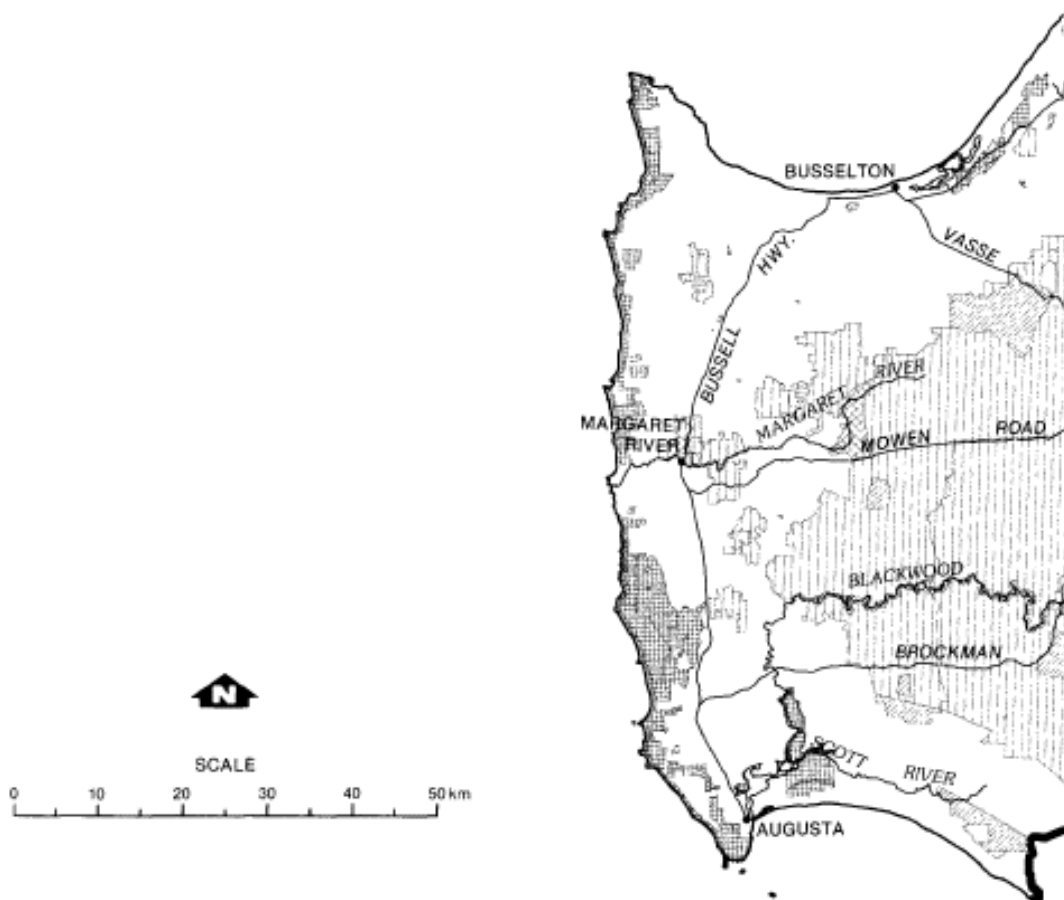 BUSSELTON
VASSE
HWY.
BUSSELL
RIVER
MARGARET
MARGARET
RIVER
MOWEN
ROAD
BLACKWOOD
BROCKMAN
N
SCOTT
RIVER
SCALE
0 10 20 30 40 50 km
AUGUSTA